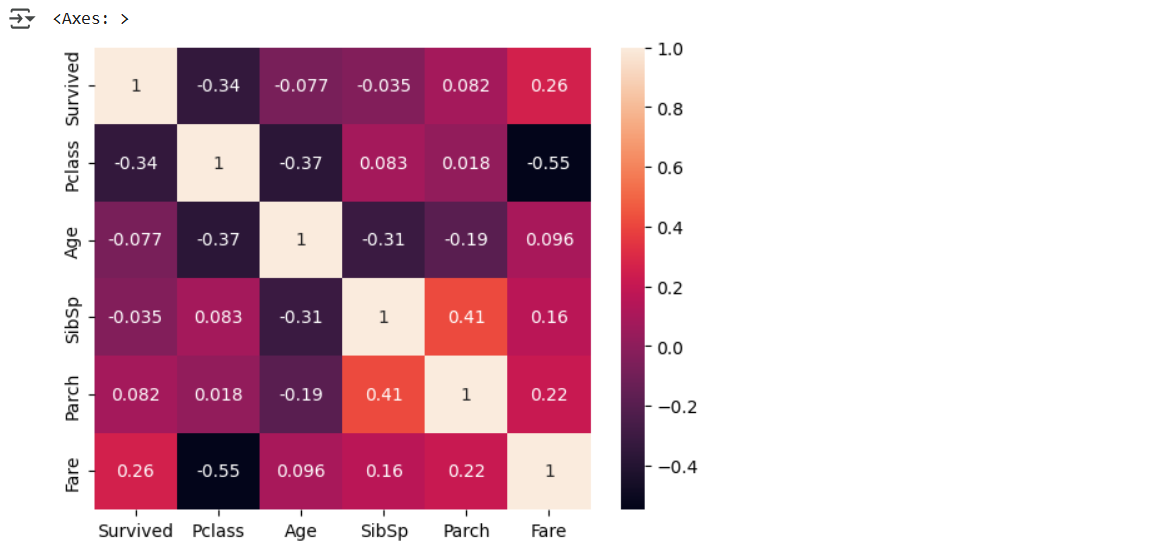 <Axes: >
Survived 1 -0.34 -0.077 -0.035 0.082 0.26
Pclass -0.34 1 -0.37 0.083 0.018 -0.55
Age -0.077 -0.37 1 -0.31 -0.19 0.096
SibSp -0.035 0.083 -0.31 1 0.41 0.16
Parch 0.082 0.018 -0.19 0.41 1 0.22
Fare 0.26 -0.55 0.096 0.16 0.22 1
Survived Pclass Age SibSp Parch Fare
1.0
0.8
0.6
0.4
0.2
0.0
−0.2
−0.4